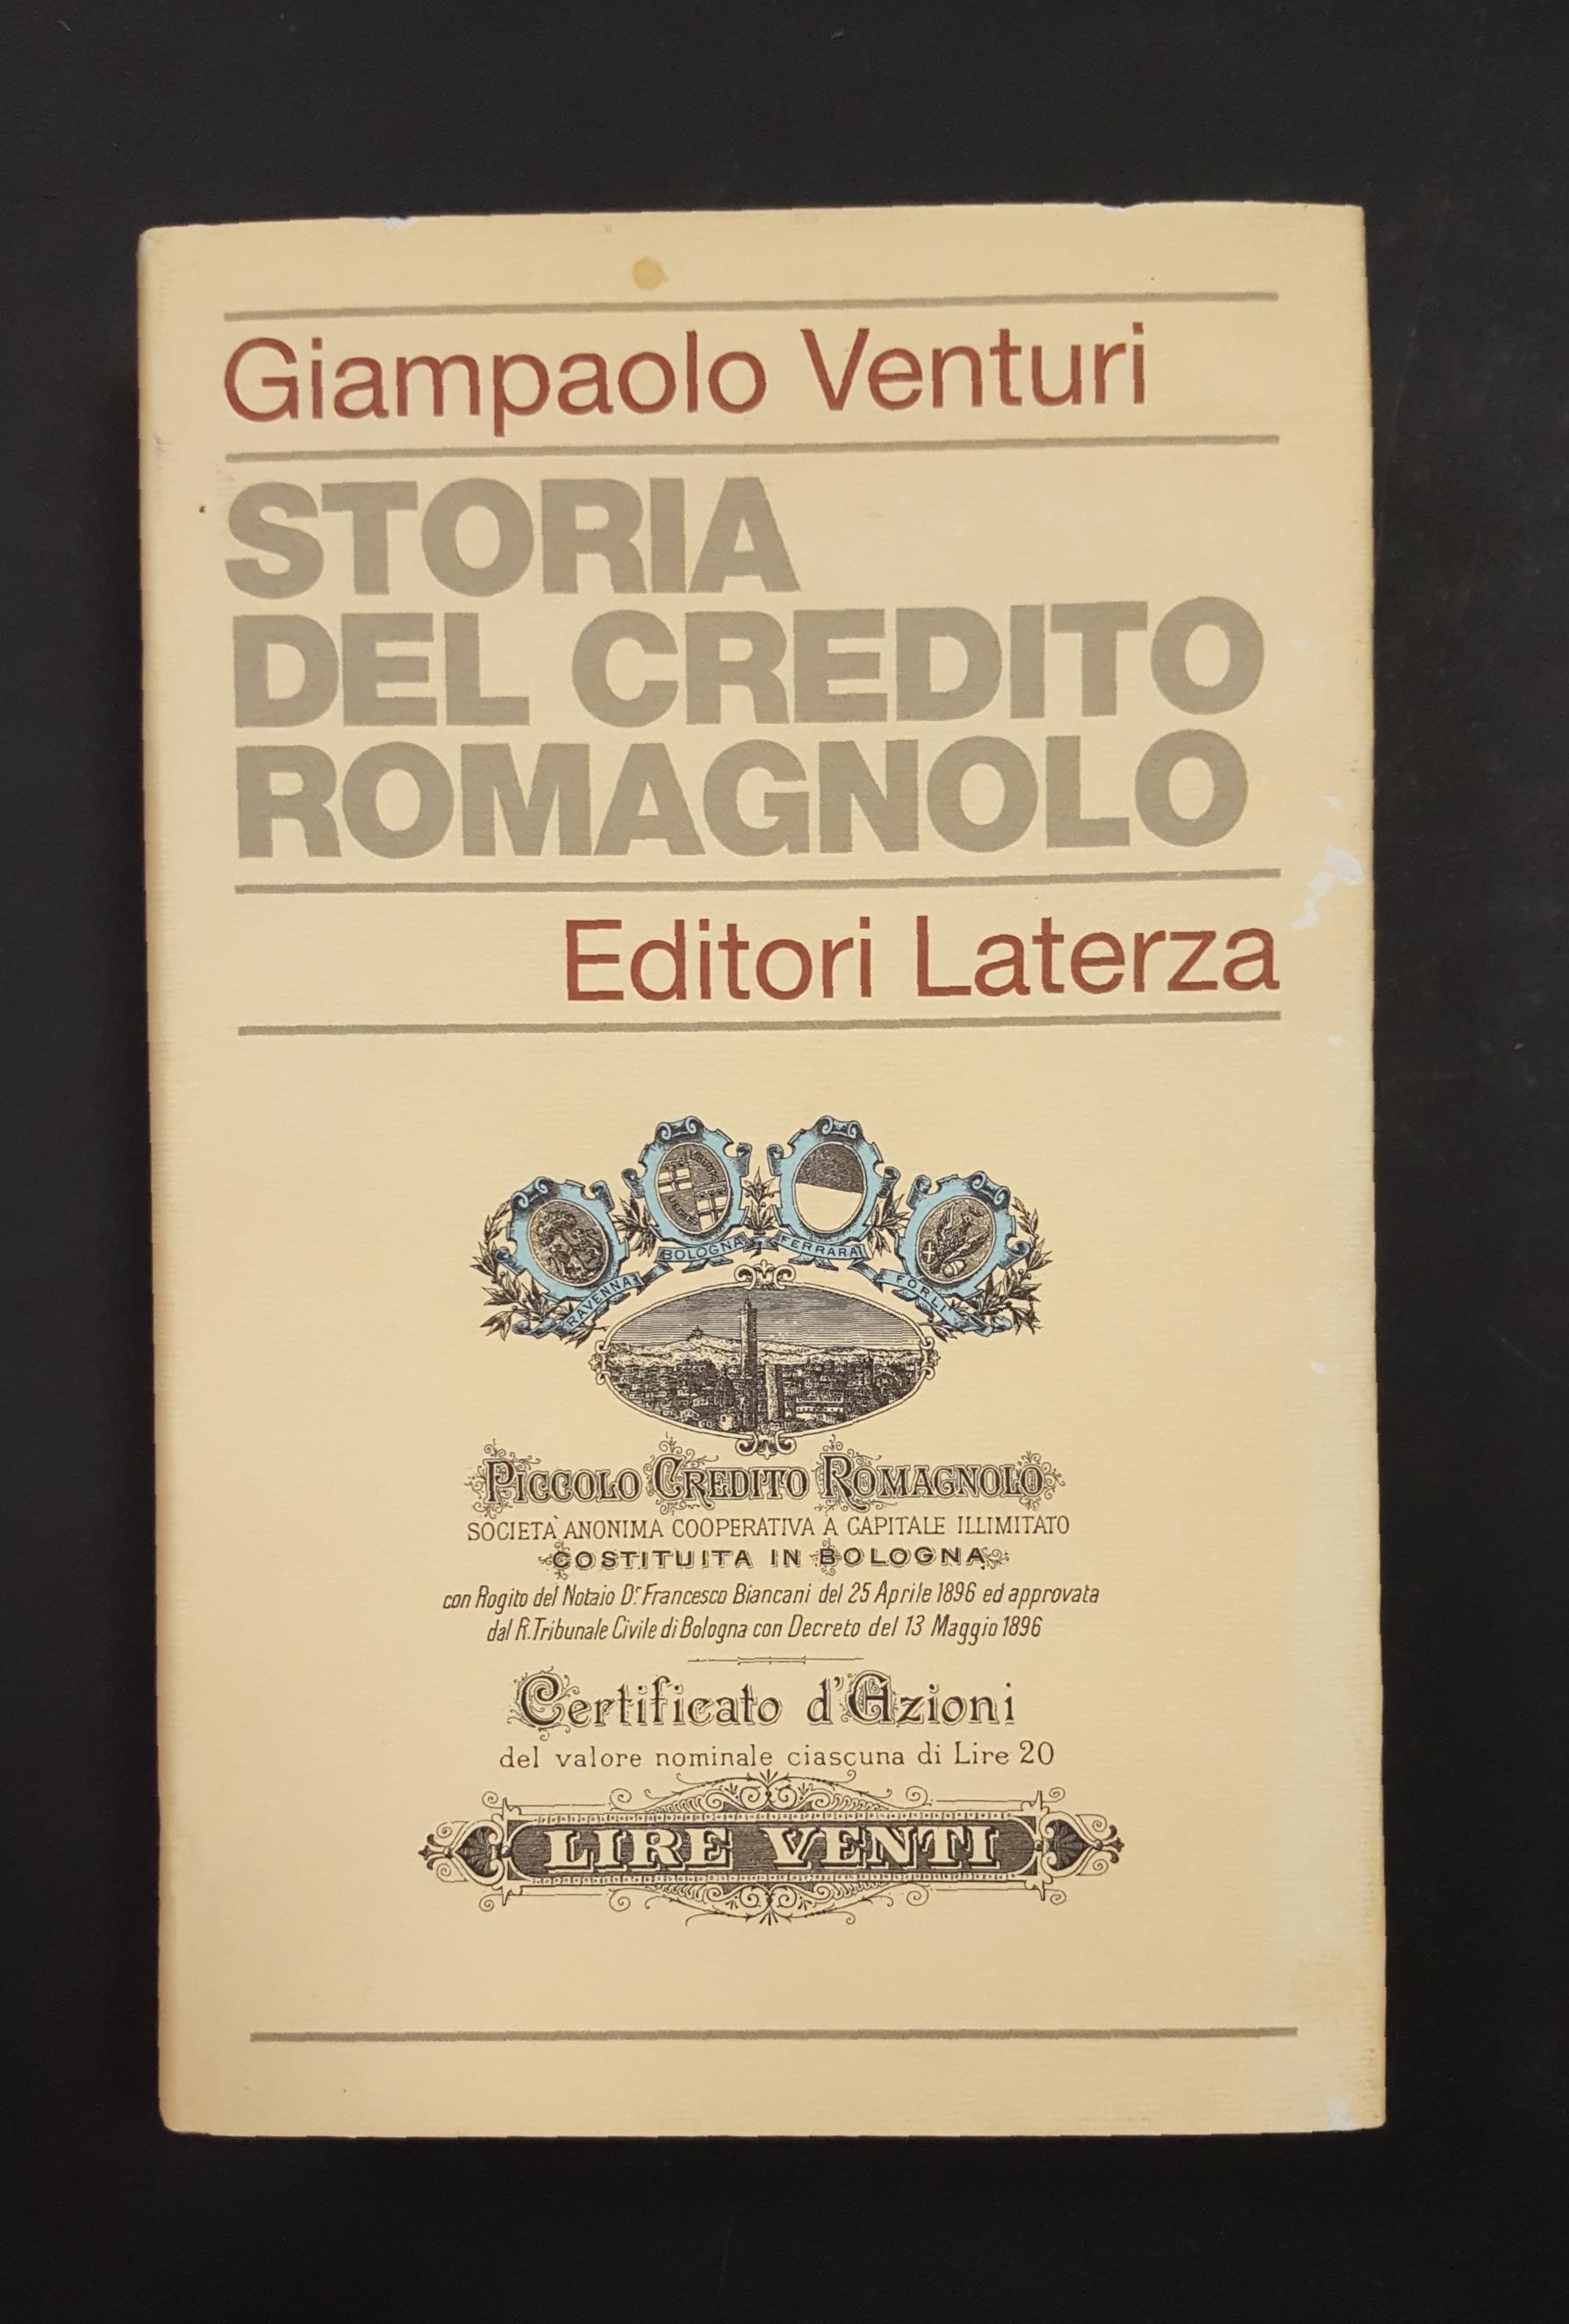 Giampaolo Venturi
STORIA
DEL CREDITO
ROMAGNOLO
Editori Laterza
RAVENNA
BOLOGNA
FERRARA
FORLI
PICCOLO CREDITO ROMAGNOLO
SOCIETÀ ANONIMA COOPERATIVA A CAPITALE ILLIMITATO
COSTITUITA IN BOLOGNA
con Rogito del Notaio Dr. Francesco Biancani del 25 Aprile 1896 ed approvata
dal R. Tribunale Civile di Bologna con Decreto del 13 Maggio 1896
Certificato d'Azioni
del valore nominale ciascuna di Lire 20
LIRE VENTI